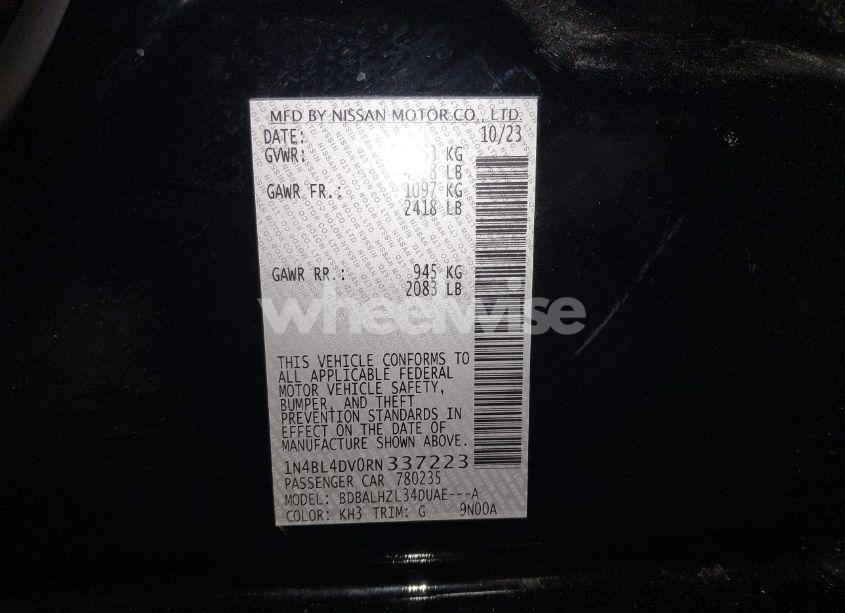 MFD BY NISSAN MOTOR CO., LTD.
DATE: 10/23
GVWR: KG
LB
GAWR FR.: 1097 KG
2418 LB
GAWR RR.: 945 KG
2083 LB
wheelwise
THIS VEHICLE CONFORMS TO
ALL APPLICABLE FEDERAL
MOTOR VEHICLE SAFETY,
BUMPER, AND THEFT
PREVENTION STANDARDS IN
EFFECT ON THE DATE OF
MANUFACTURE SHOWN ABOVE.
1N4BL4DV0RN337223
PASSENGER CAR 780235
MODEL: BDBALHZL34DUAE---A
COLOR: KH3 TRIM: G 9N00A